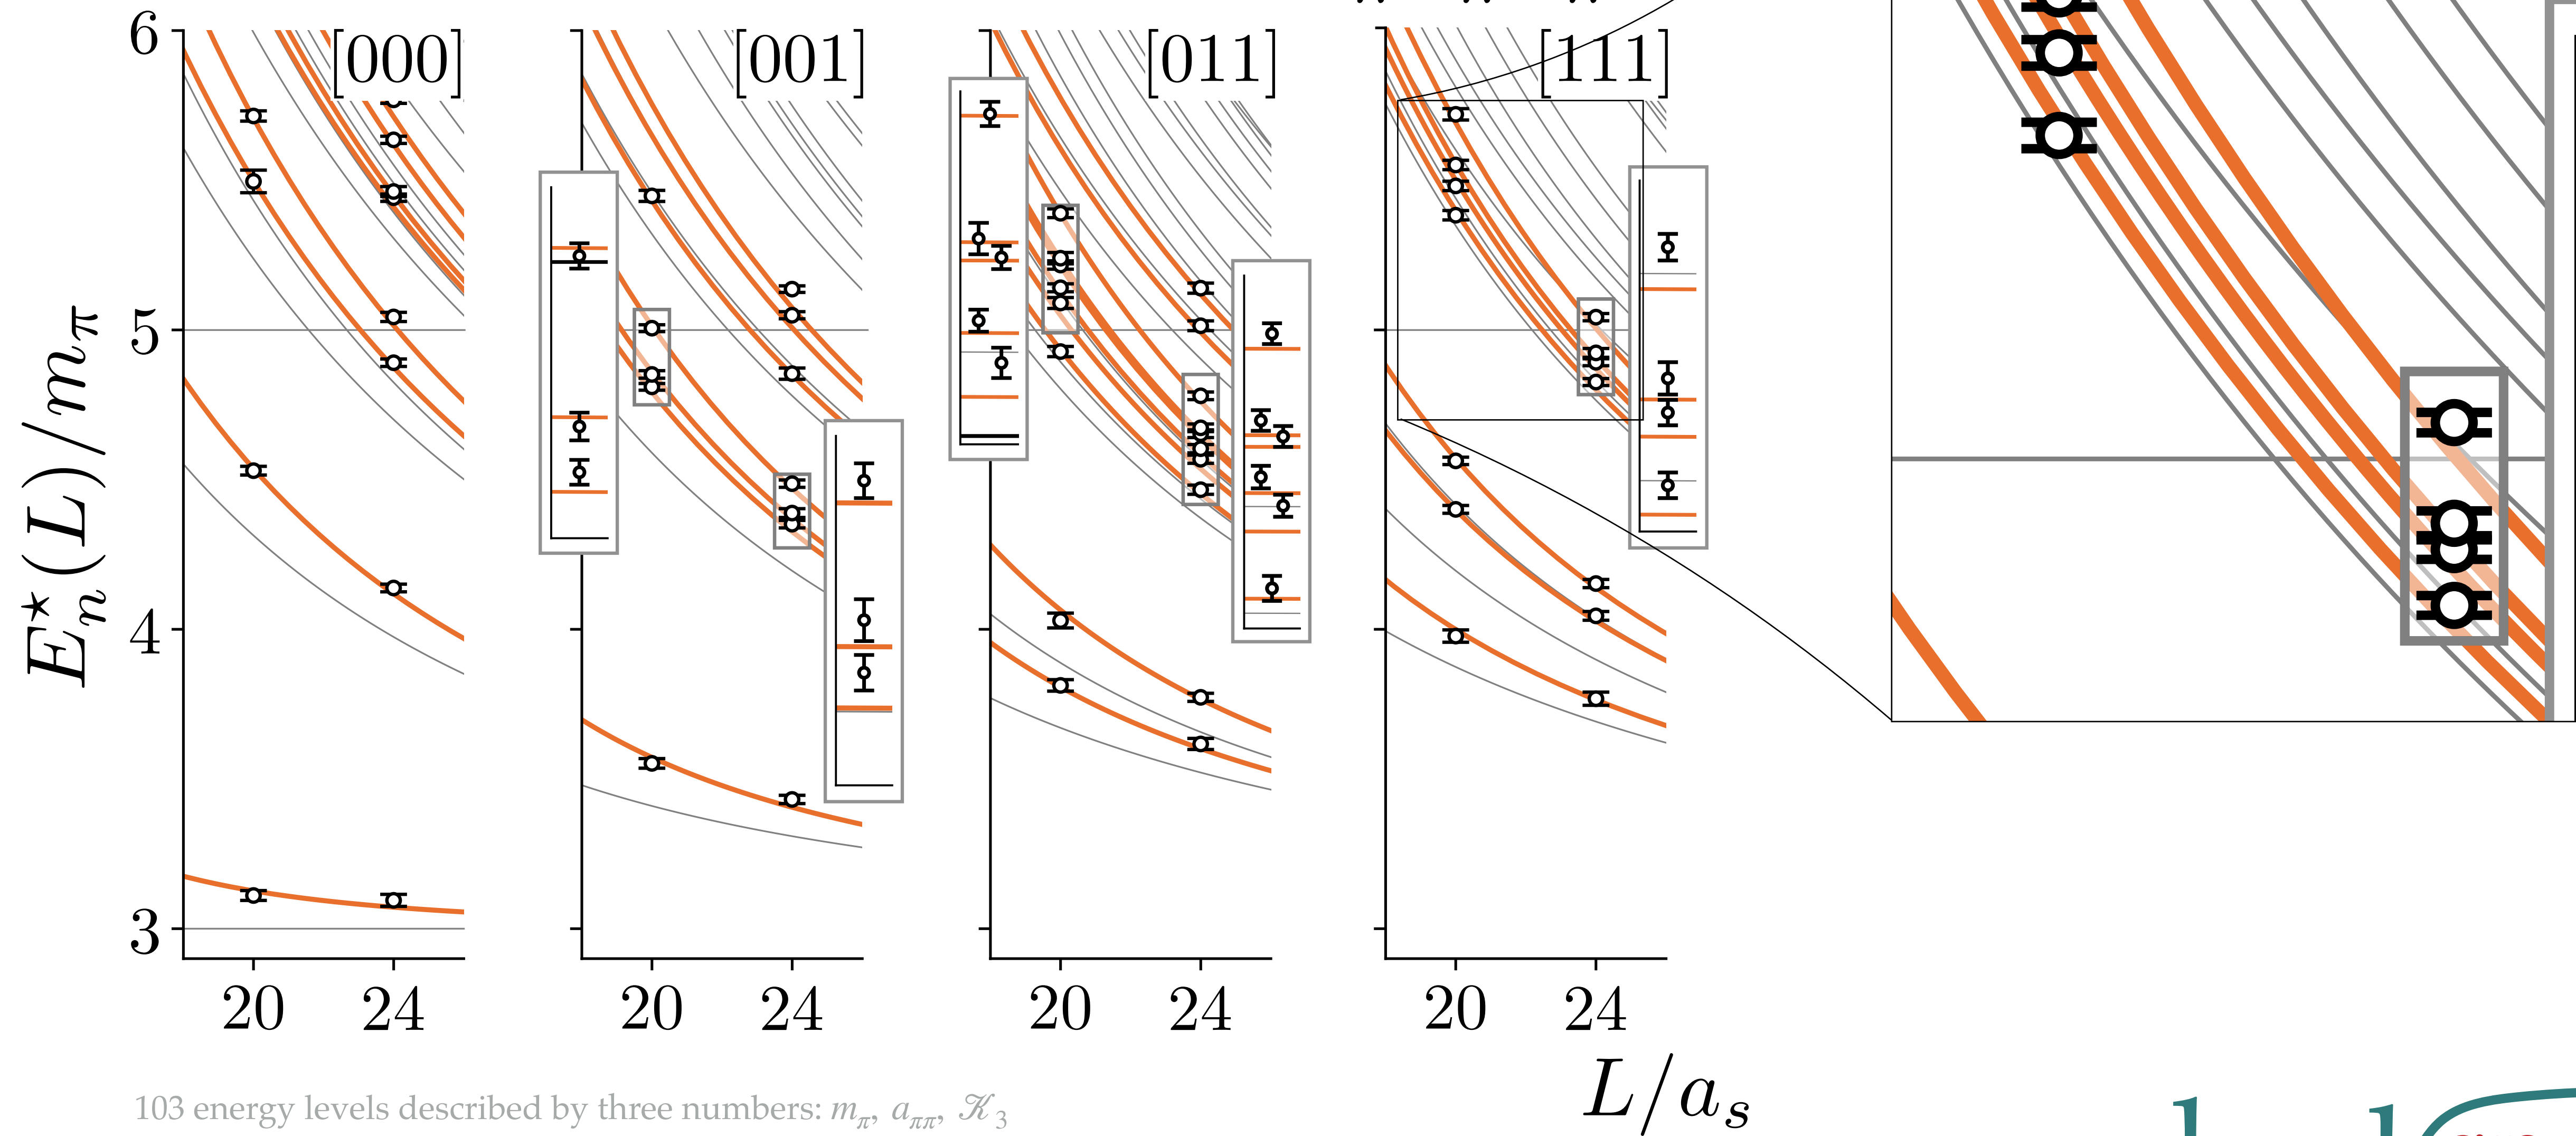 [000] [001] [011] [111]
6
5
4
3
E*n(L)/mπ
20 24 20 24 20 24 20 24
L/as
103 energy levels described by three numbers: mπ, aππ, 𝒦3